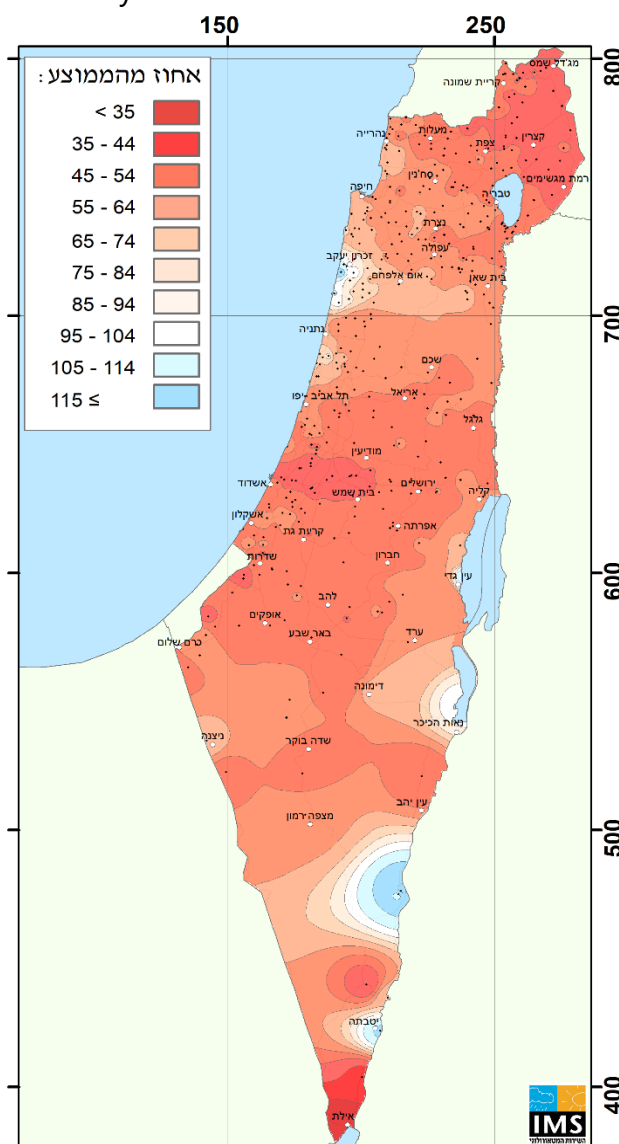 150 250
800
אחוז מהממוצע:
< 35
35 - 44
45 - 54
55 - 64
65 - 74
75 - 84
85 - 94
95 - 104
105 - 114
115 ≥
מג'דל שמס
קריית שמונה
נהרייה
מעלות
צפת
קצרין
סח'נין
רמת מגשימים
חיפה
טבריה
נצרת
זכרון יעקב
עפולה
אום אלפחם
בית שאן
700
נתניה
שכם
תל אביב - יפו
אריאל
גלגל
מודיעין
אשדוד
בית שמש
ירושלים
קליה
אשקלון
קרית גת
אפרתה
שדרות
חברון
600
עין גדי
להב
אופקים
באר שבע
ערד
כרם שלום
דימונה
נאות הכיכר
ניצנה
שדה בוקר
עין יהב
מצפה רמון
500
יטבתה
400
אילת
IMS
השירות המטאורולוגי